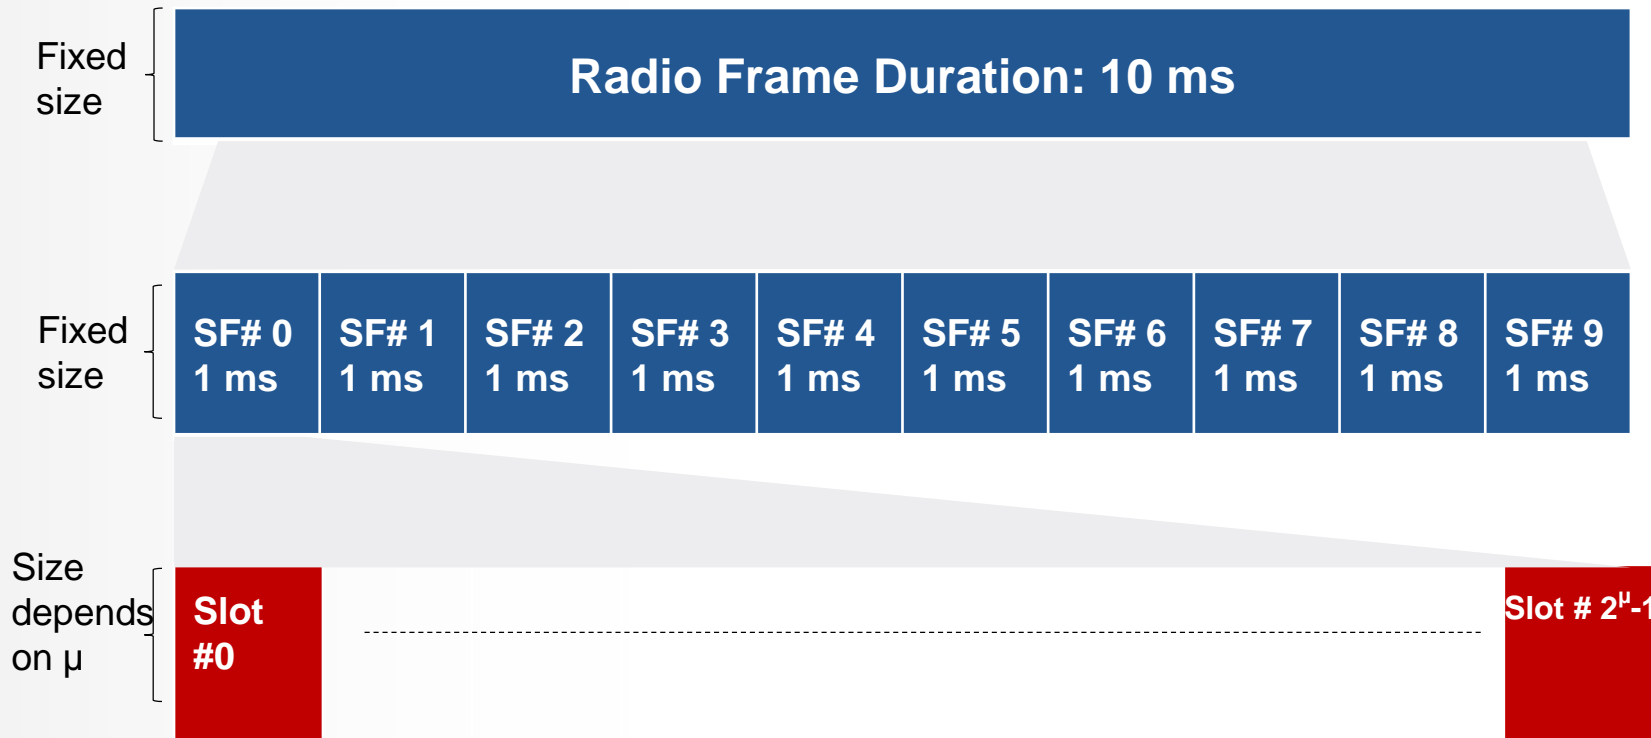 Fixed
size
Radio Frame Duration: 10 ms
Fixed
size
SF# 0
1 ms
SF# 1
1 ms
SF# 2
1 ms
SF# 3
1 ms
SF# 4
1 ms
SF# 5
1 ms
SF# 6
1 ms
SF# 7
1 ms
SF# 8
1 ms
SF# 9
1 ms
Size
depends
on µ
Slot
#0
Slot # 2^µ-1